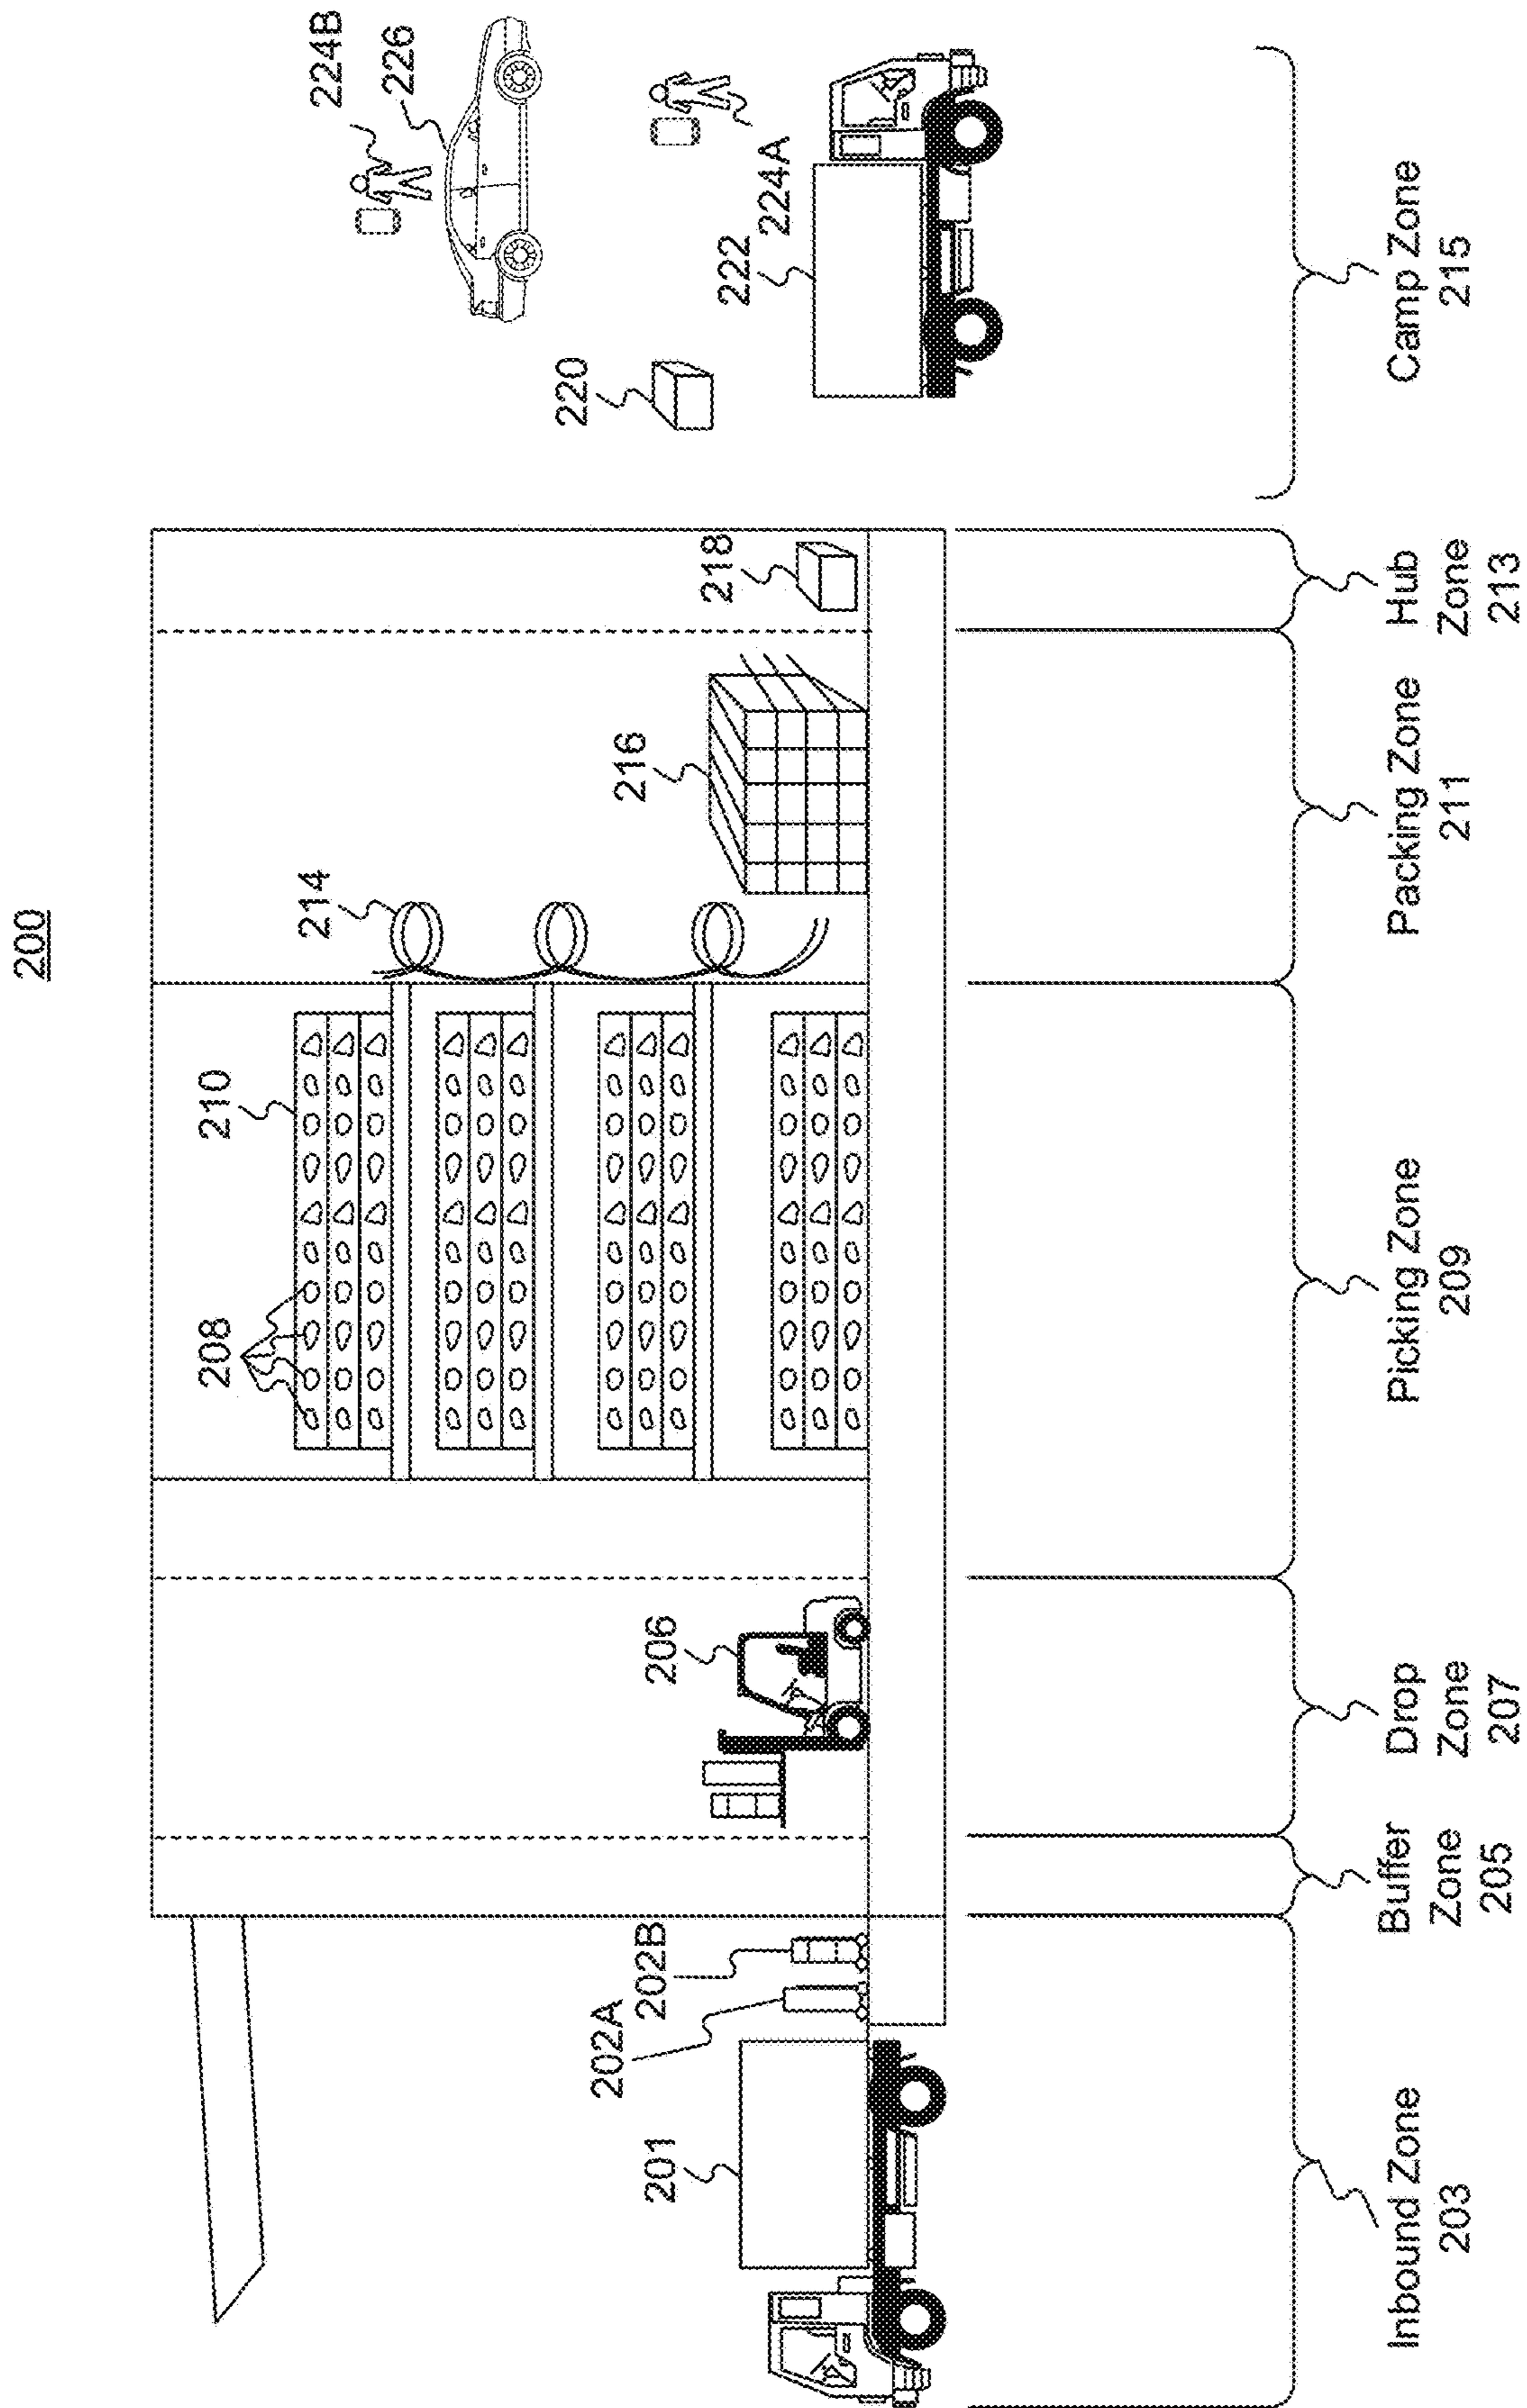 200
224B
226
224A
222
220
218
216
214
210
208
206
202B
202A
201
Inbound Zone
203
Buffer
Zone
205
Drop
Zone
207
Picking Zone
209
Packing Zone
211
Hub
Zone
213
Camp Zone
215